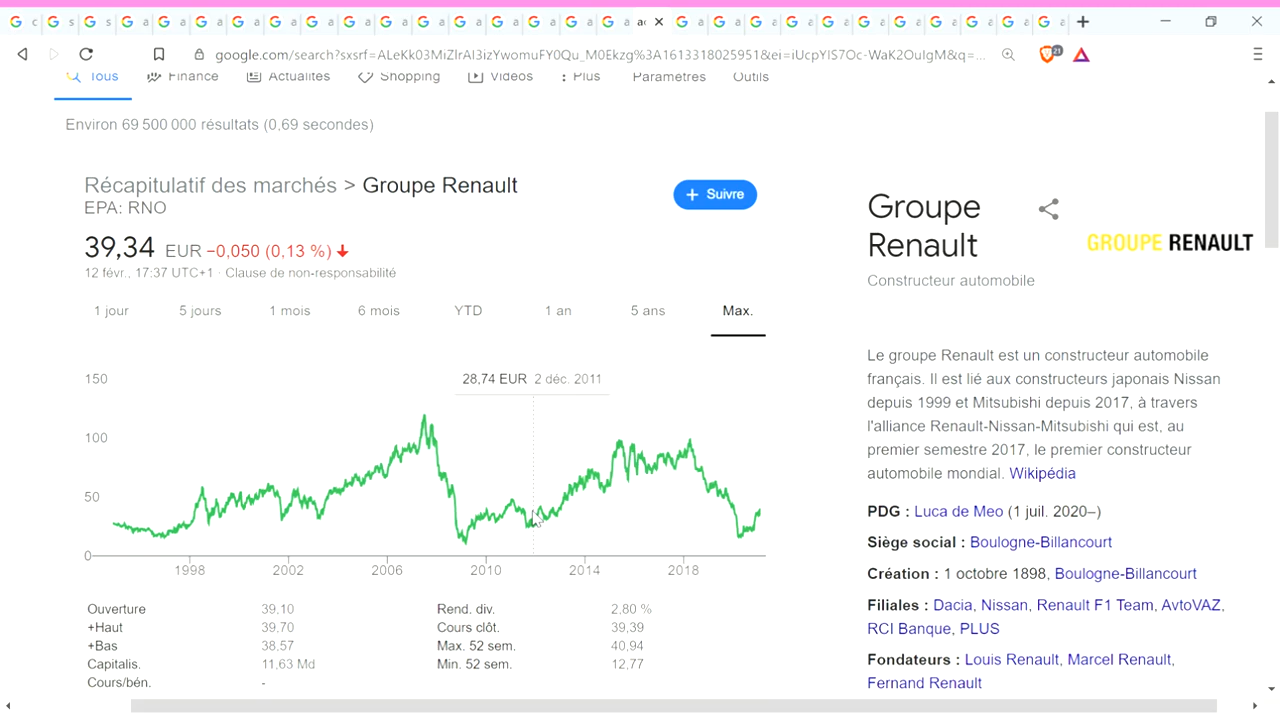 c
s
s
a
a
a
a
a
a
a
a
a
a
a
a
a
a
ac
a
a
a
a
a
a
a
a
a
a
google.com/search?sxsrf=ALeKk03MiZlrAI3izYwomuFY0Qu_M0Ekzg%3A1613318025951&ei=iUcpYIS7Oc-WaK2OuIgM&q=...
21
Tous
Finance
Actualités
Shopping
Vidéos
Plus
Paramètres
Outils
Environ 69 500 000 résultats (0,69 secondes)
Récapitulatif des marchés > Groupe Renault
EPA: RNO
+ Suivre
39,34 EUR −0,050 (0,13 %)
12 févr., 17:37 UTC+1 · Clause de non-responsabilité
1 jour
5 jours
1 mois
6 mois
YTD
1 an
5 ans
Max.
28,74 EUR 2 déc. 2011
150
100
50
0
1998
2002
2006
2010
2014
2018
Ouverture 39,10
+Haut 39,70
+Bas 38,57
Capitalis. 11,63 Md
Cours/bén. -
Rend. div. 2,80 %
Cours clôt. 39,39
Max. 52 sem. 40,94
Min. 52 sem. 12,77
Groupe
Renault
GROUPE RENAULT
Constructeur automobile
Le groupe Renault est un constructeur automobile
français. Il est lié aux constructeurs japonais Nissan
depuis 1999 et Mitsubishi depuis 2017, à travers
l'alliance Renault-Nissan-Mitsubishi qui est, au
premier semestre 2017, le premier constructeur
automobile mondial. Wikipédia
PDG : Luca de Meo (1 juil. 2020–)
Siège social : Boulogne-Billancourt
Création : 1 octobre 1898, Boulogne-Billancourt
Filiales : Dacia, Nissan, Renault F1 Team, AvtoVAZ,
RCI Banque, PLUS
Fondateurs : Louis Renault, Marcel Renault,
Fernand Renault